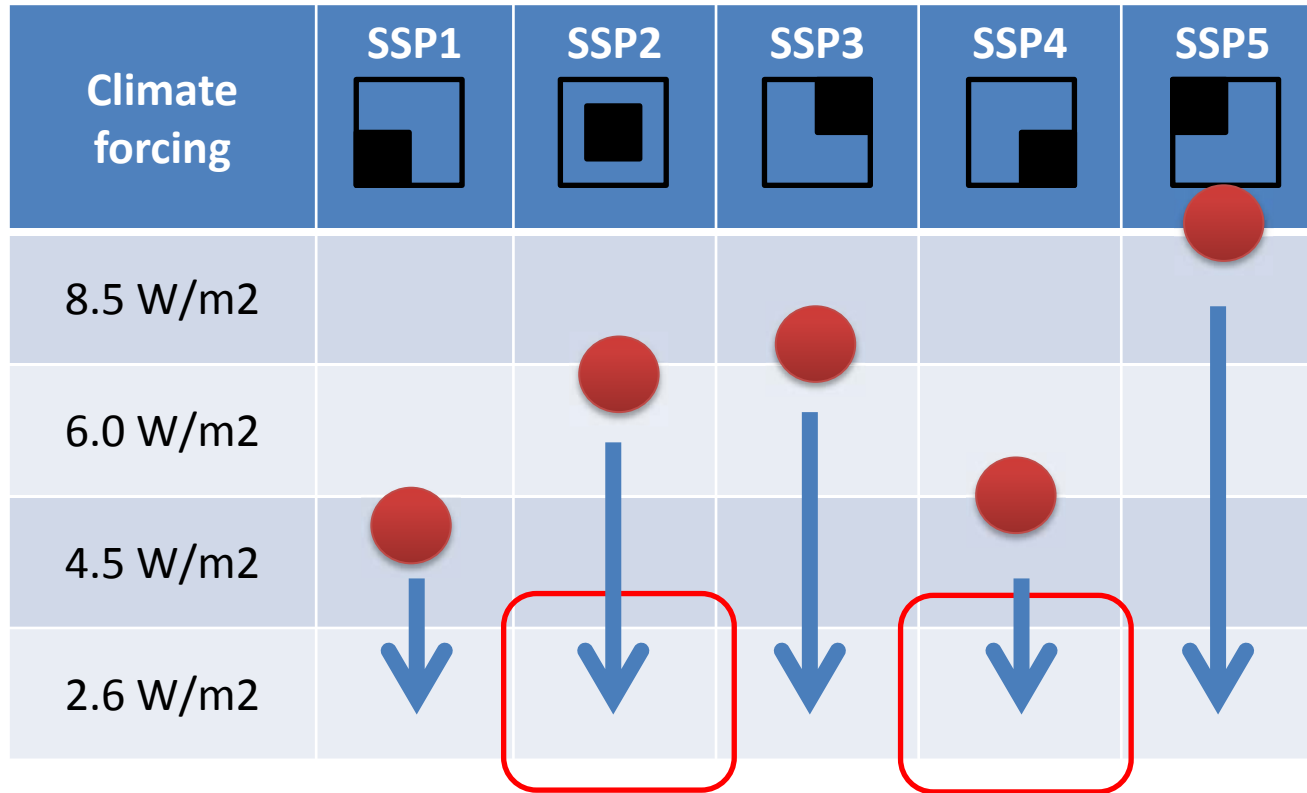 Climate
forcing
SSP1
SSP2
SSP3
SSP4
SSP5
8.5 W/m2
6.0 W/m2
4.5 W/m2
2.6 W/m2